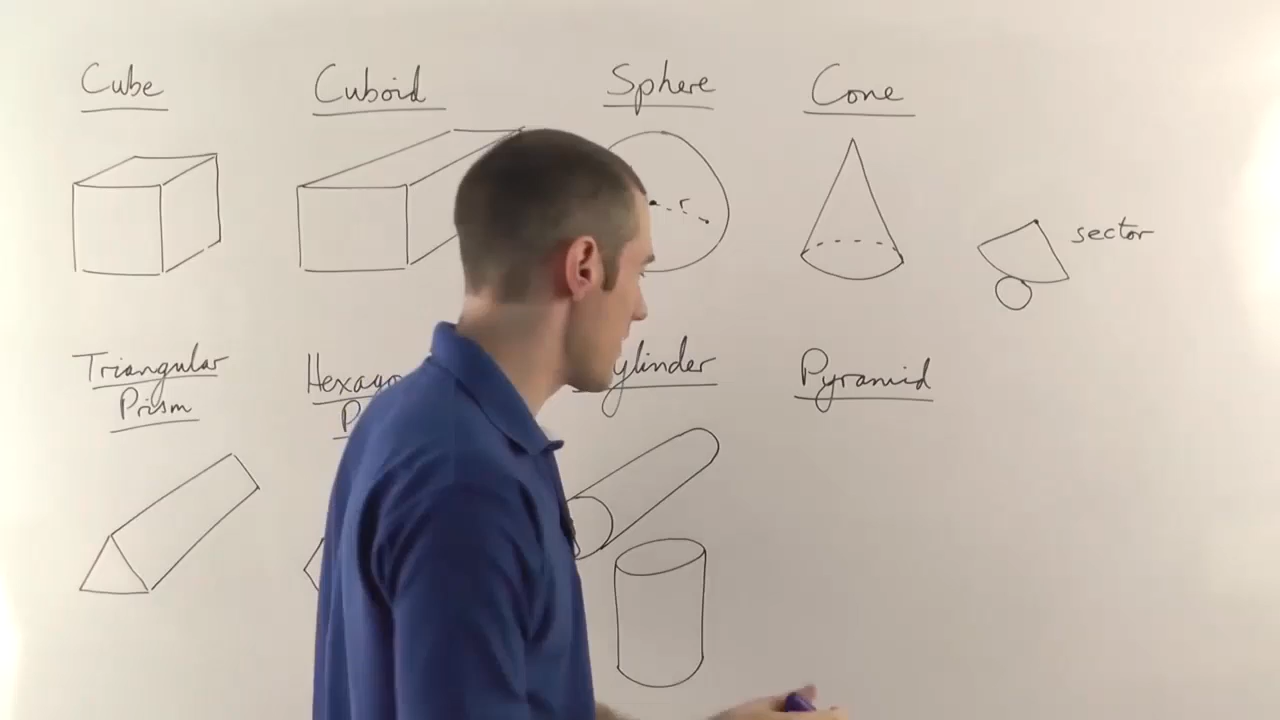 Cube
Cuboid
Sphere
Cone
r
sector
Triangular
Prism
Pyramid